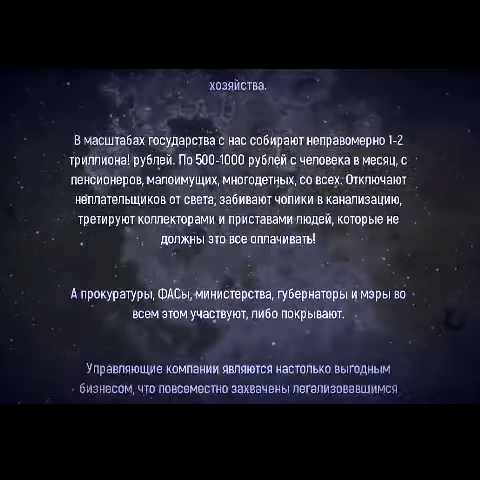 хозяйства.
В масштабах государства с нас собирают неправомерно 1-2
триллиона! рублей. По 500-1000 рублей с человека в месяц, с
пенсионеров, малоимущих, многодетных, со всех. Отключают
неплательщиков от света, забивают чопики в канализацию,
третируют коллекторами и приставами людей, которые не
должны это все оплачивать!
А прокуратуры, ФАСы, министерства, губернаторы и мэры во
всем этом участвуют, либо покрывают.
Управляющие компании являются настолько выгодным
бизнесом, что повсеместно захвачены легализовавшимся